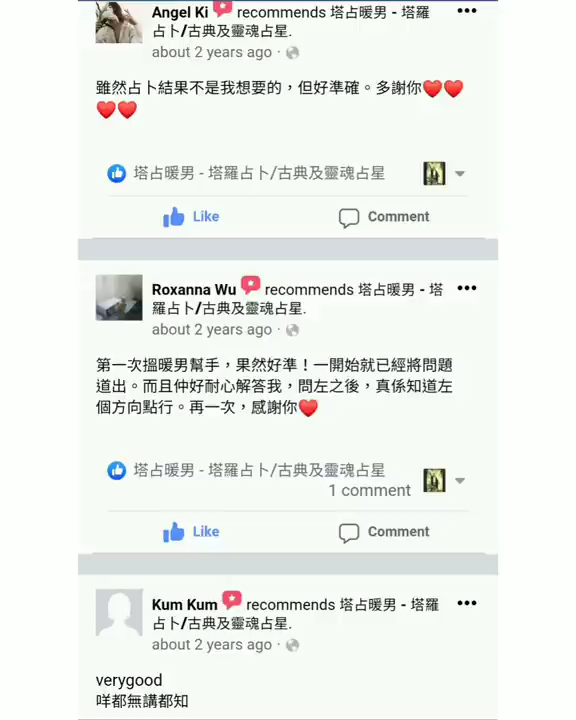 Angel Ki recommends 塔占暖男 - 塔羅
占卜/古典及靈魂占星.
about 2 years ago ·
雖然占卜結果不是我想要的，但好準確。多謝你❤️❤️
❤️❤️
塔占暖男 - 塔羅占卜/古典及靈魂占星
Like Comment
Roxanna Wu recommends 塔占暖男 - 塔
羅占卜/古典及靈魂占星.
about 2 years ago ·
第一次搵暖男幫手，果然好準！一開始就已經將問題
道出。而且仲好耐心解答我，問左之後，真係知道左
個方向點行。再一次，感謝你❤️
塔占暖男 - 塔羅占卜/古典及靈魂占星
1 comment
Like Comment
Kum Kum recommends 塔占暖男 - 塔羅
占卜/古典及靈魂占星.
about 2 years ago ·
verygood
咩都無講都知